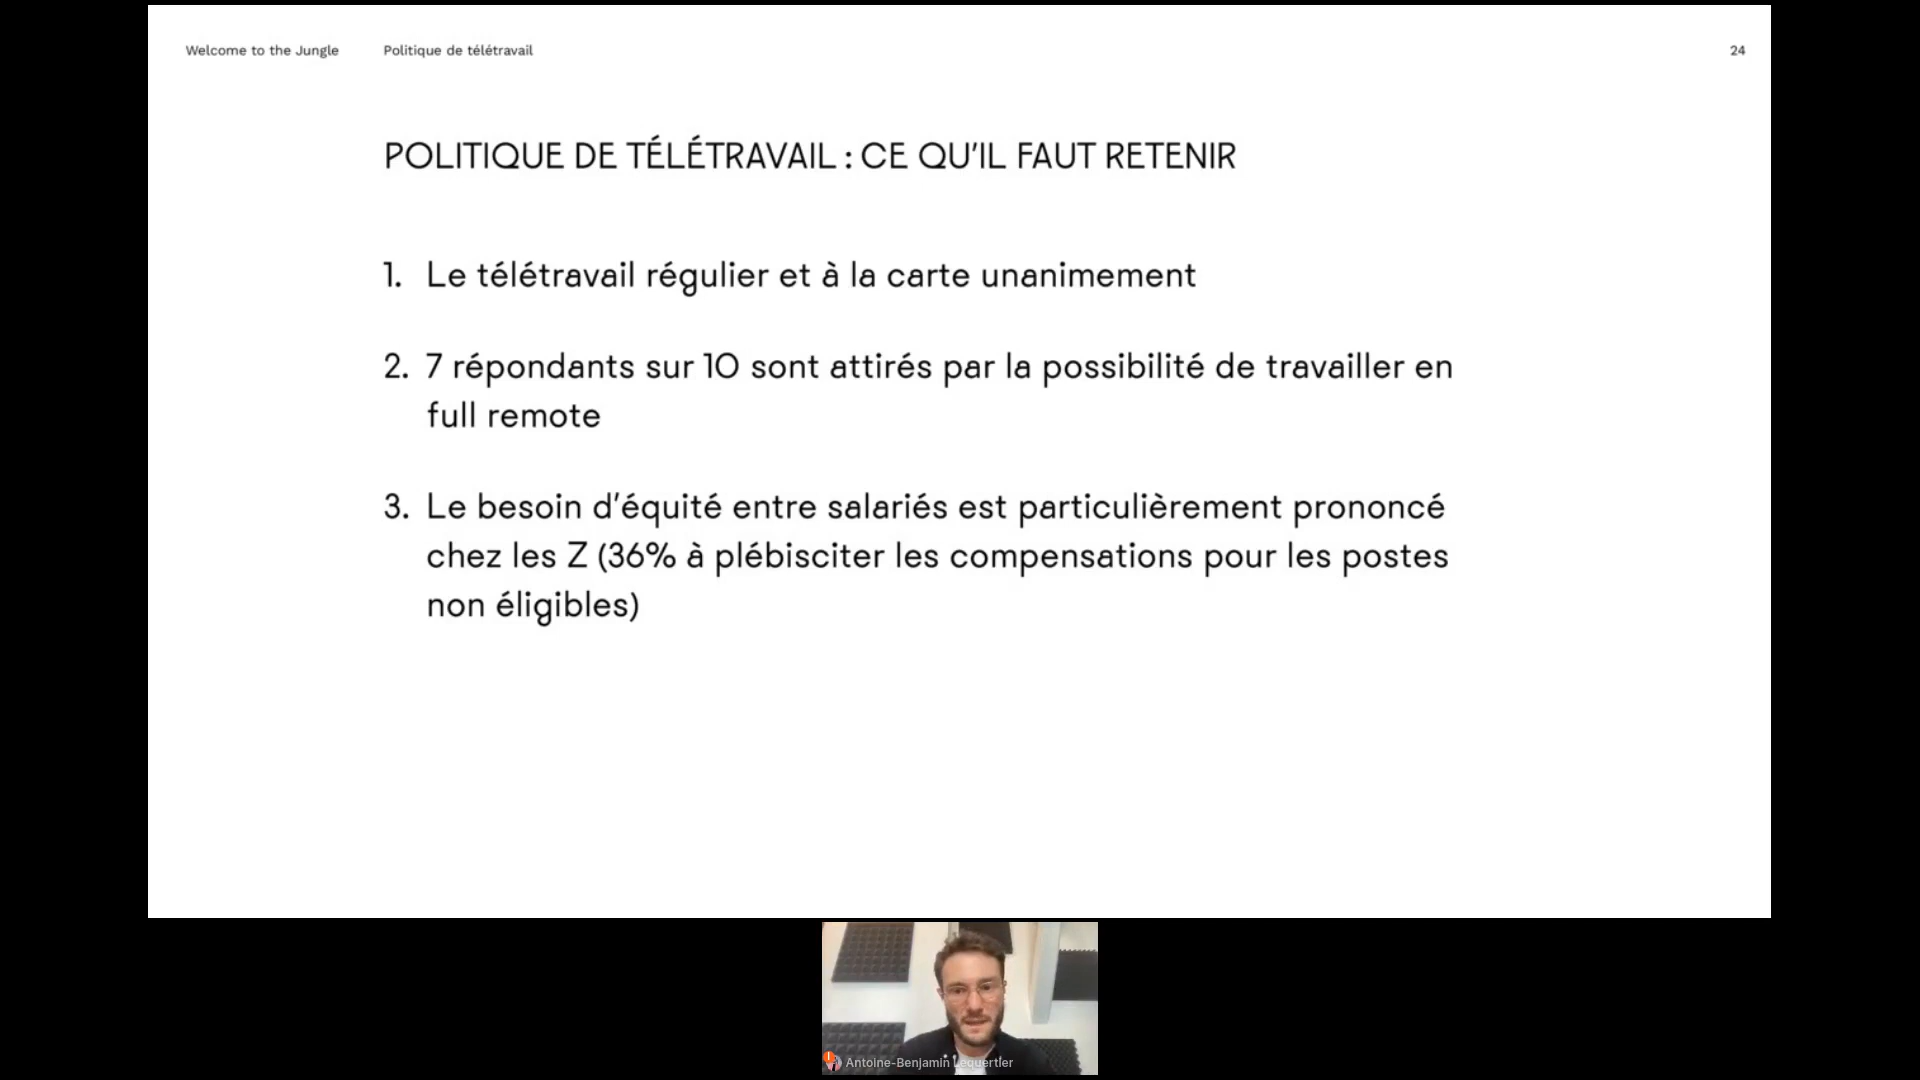 Welcome to the Jungle Politique de télétravail 24
POLITIQUE DE TÉLÉTRAVAIL : CE QU'IL FAUT RETENIR
1. Le télétravail régulier et à la carte unanimement
2. 7 répondants sur 10 sont attirés par la possibilité de travailler en
full remote
3. Le besoin d'équité entre salariés est particulièrement prononcé
chez les Z (36% à plébisciter les compensations pour les postes
non éligibles)
Antoine-Benjamin Lequertier